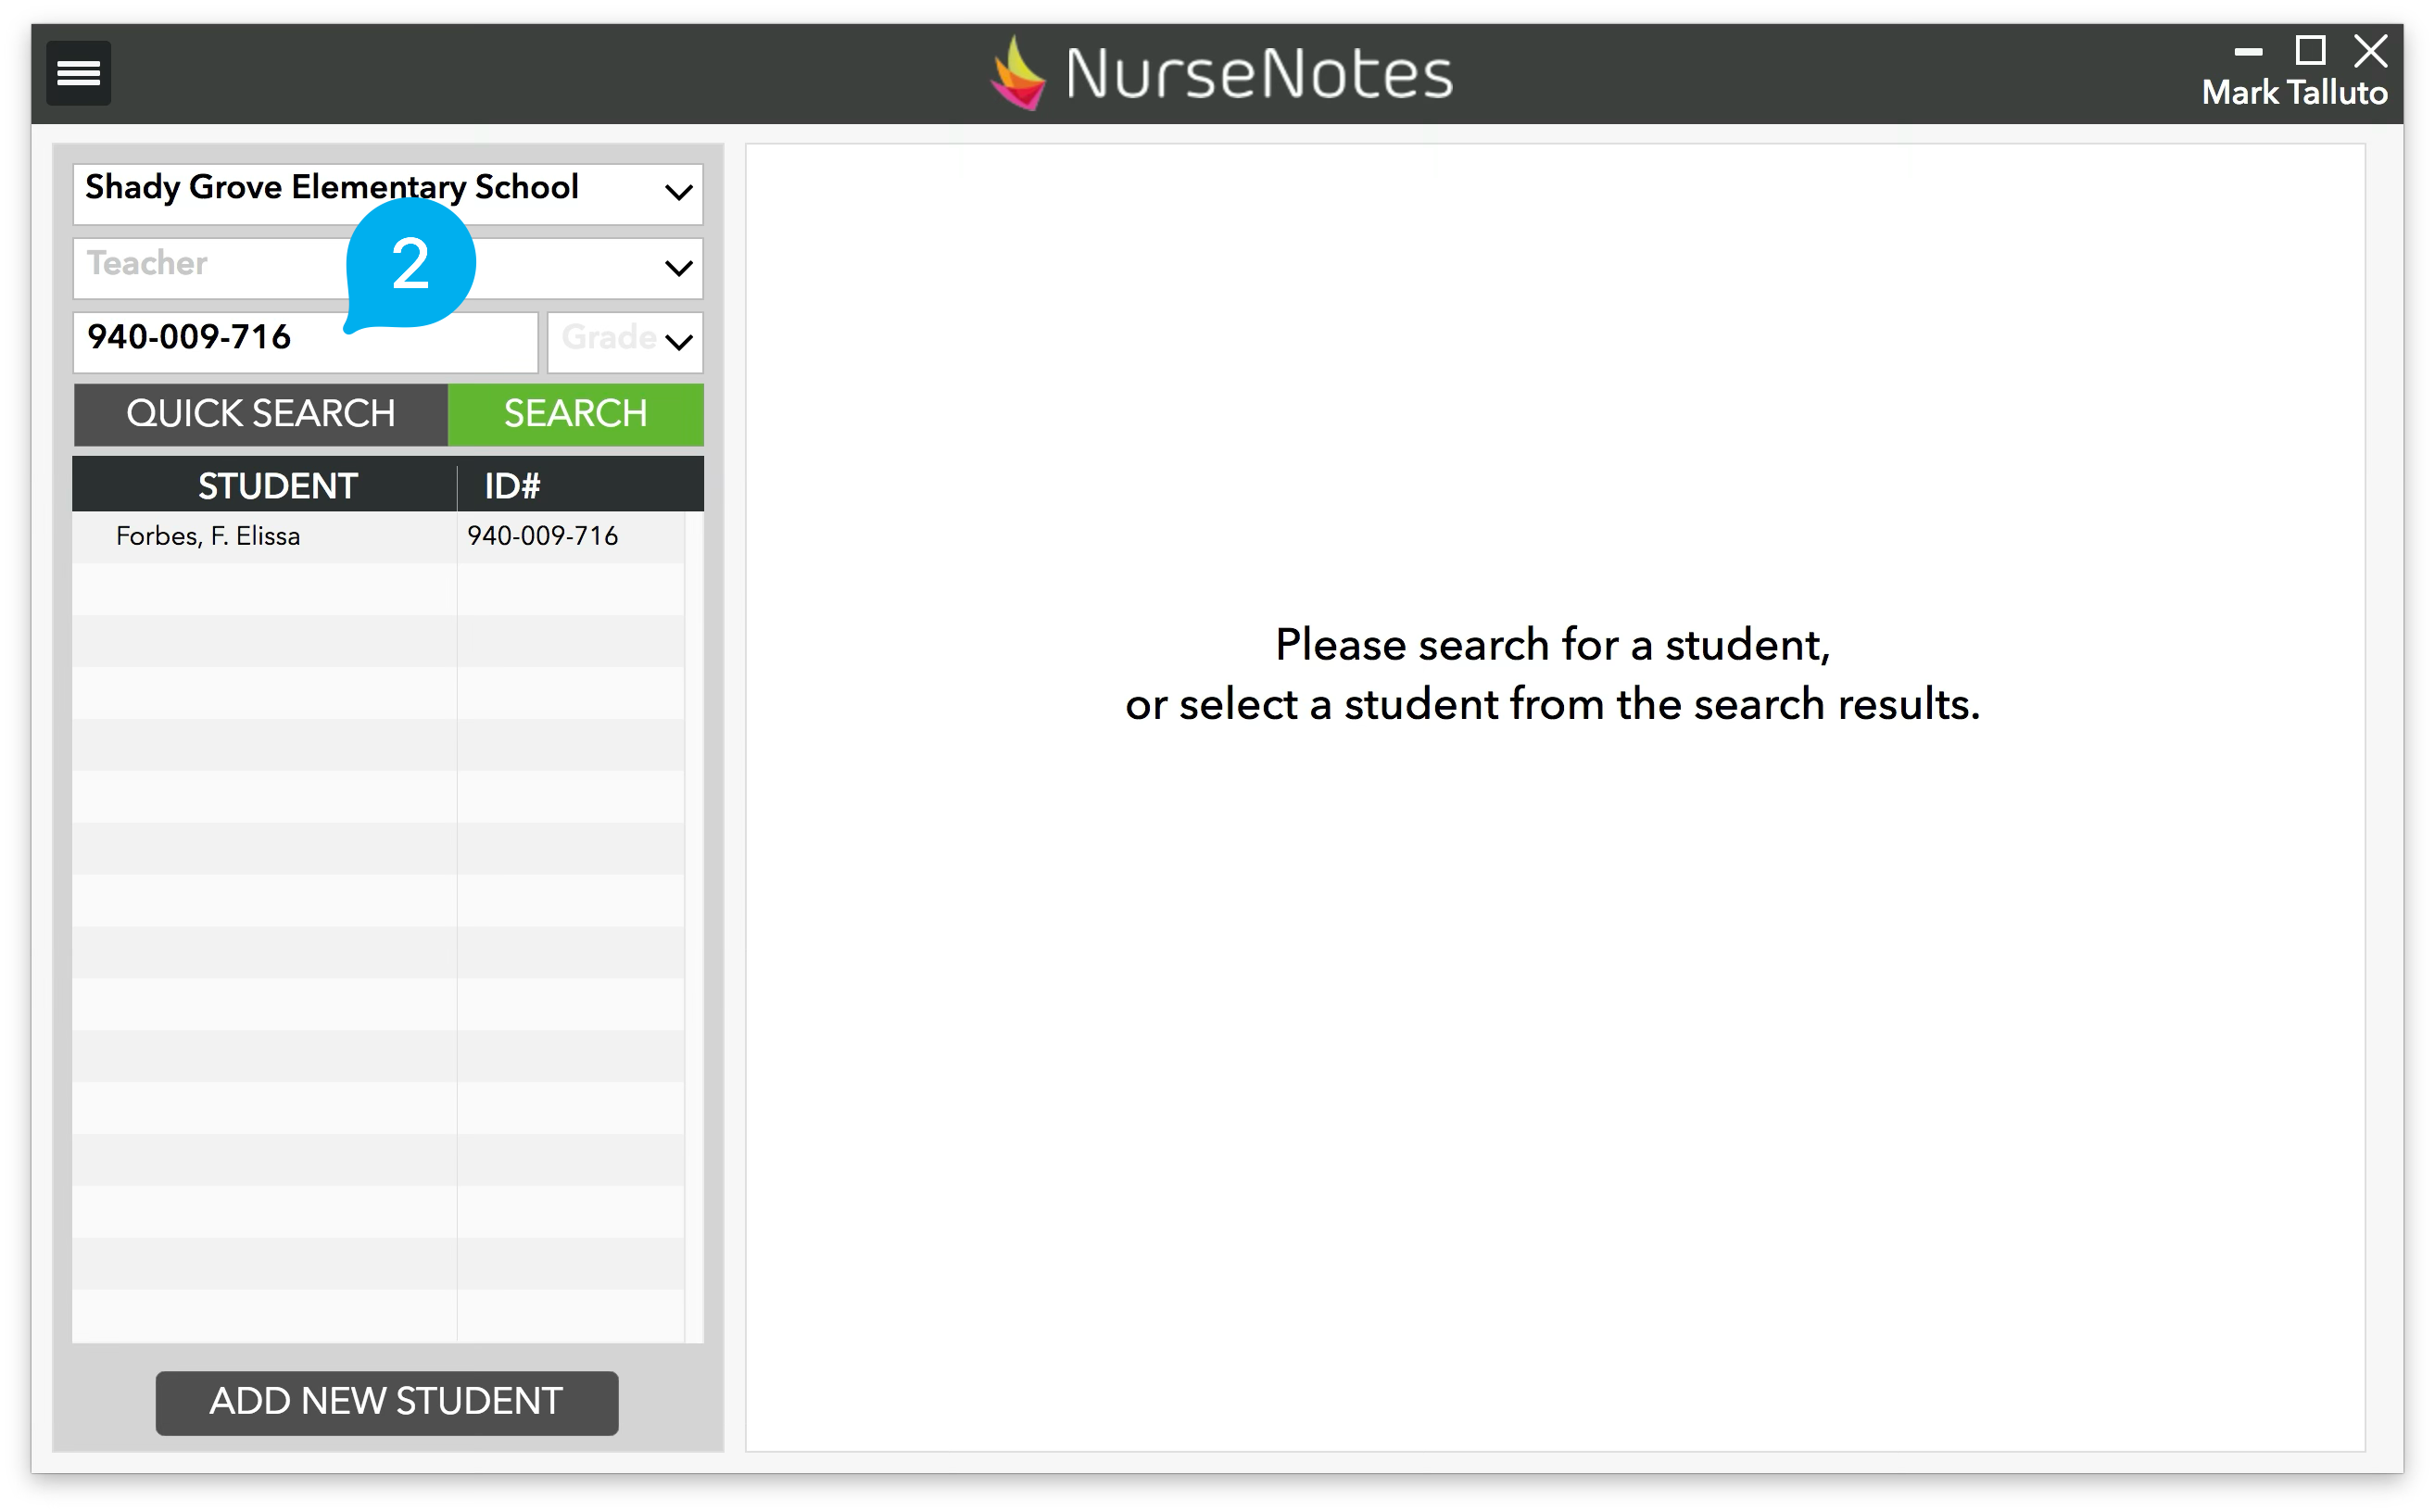 NurseNotes
Mark Talluto
Shady Grove Elementary School
Teacher
2
940-009-716
Grade
QUICK SEARCH
SEARCH
STUDENT ID#
Forbes, F. Elissa 940-009-716
Please search for a student,
or select a student from the search results.
ADD NEW STUDENT